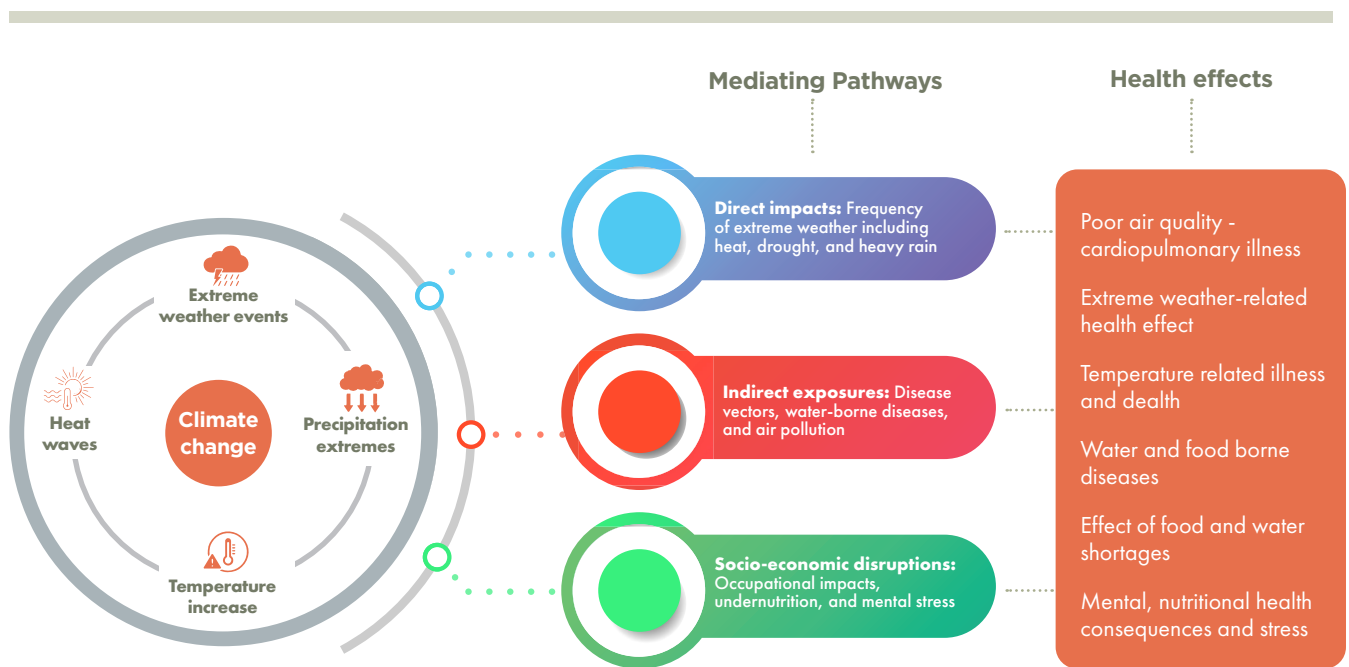 Mediating Pathways
Health effects
Extreme
weather events
Heat
waves
Climate
change
Precipitation
extremes
Temperature
increase
Direct impacts: Frequency
of extreme weather including
heat, drought, and heavy rain
Indirect exposures: Disease
vectors, water-borne diseases,
and air pollution
Socio-economic disruptions:
Occupational impacts,
undernutrition, and mental stress
Poor air quality -
cardiopulmonary illness
Extreme weather-related
health effect
Temperature related illness
and dealth
Water and food borne
diseases
Effect of food and water
shortages
Mental, nutritional health
consequences and stress